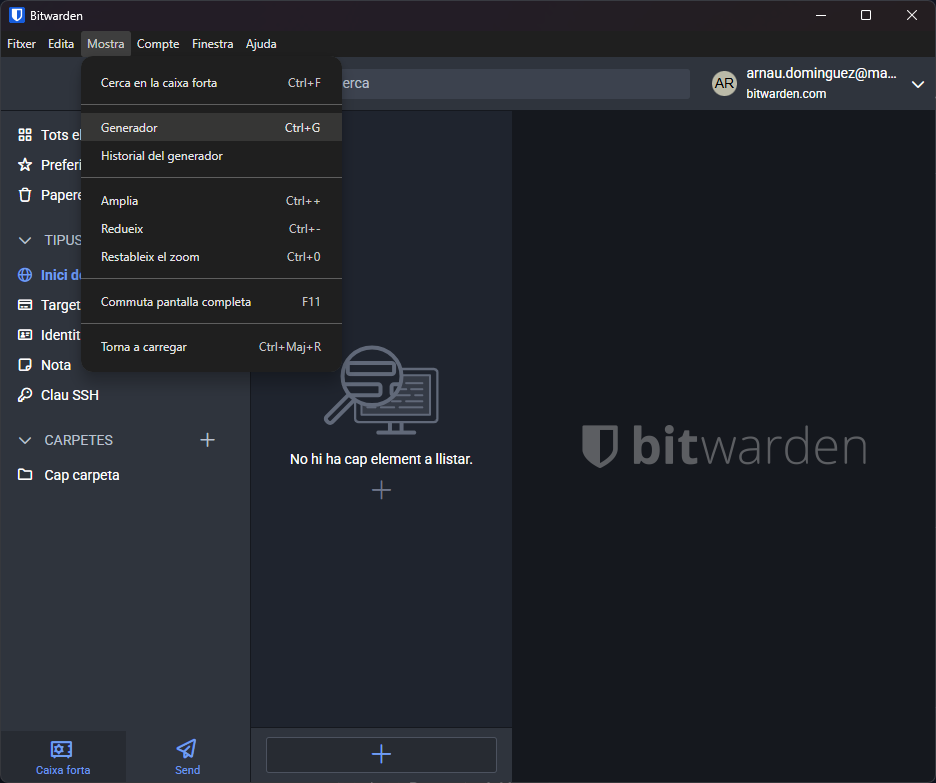 Bitwarden
Fitxer Edita Mostra Compte Finestra Ajuda
Cerca en la caixa forta Ctrl+F
Generador Ctrl+G
Historial del generador
Amplia Ctrl++
Redueix Ctrl+-
Restableix el zoom Ctrl+0
Commuta pantalla completa F11
Torna a carregar Ctrl+Maj+R
erca
AR
arnau.dominguez@ma...
bitwarden.com
Tots el
Preferi
Papere
TIPUS
Inici de
Target
Identit
Nota
Clau SSH
CARPETES
Cap carpeta
No hi ha cap element a llistar.
bitwarden
Caixa forta
Send